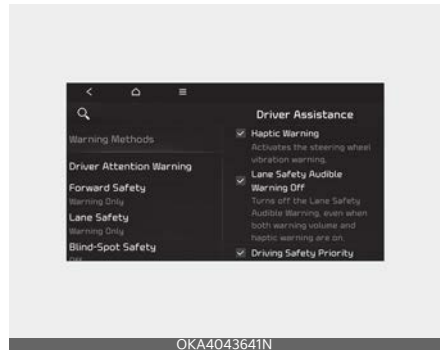 Driver Assistance
Warning Methods
Driver Attention Warning
Forward Safety
Warning Only
Lane Safety
Warning Only
Blind-Spot Safety
Off
Haptic Warning
Activates the steering wheel
vibration warning.
Lane Safety Audible
Warning Off
Turns off the Lane Safety
Audible Warning, even when
both warning volume and
haptic warning are on.
Driving Safety Priority
OKA4043641N